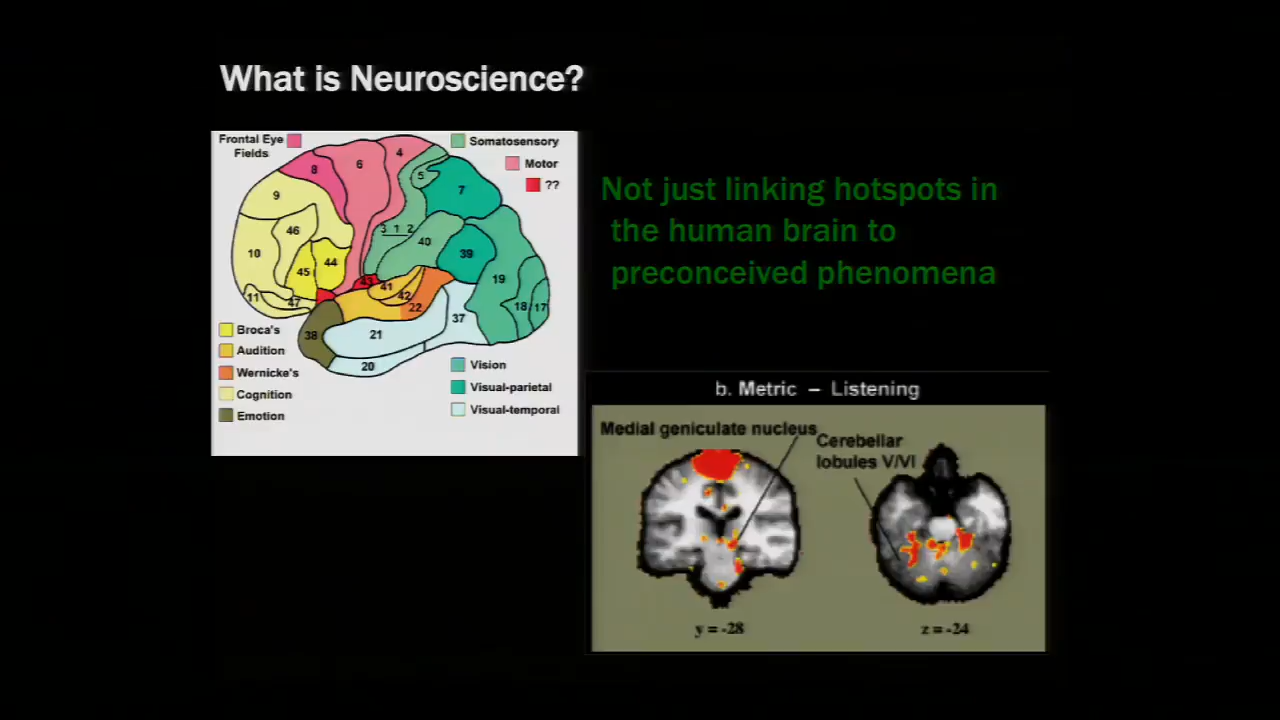 What is Neuroscience?
Frontal Eye
Fields
Somatosensory
Motor
??
4
6
8
5
7
9
3 1 2
46
40
10
44
39
45
19
43
41
42
11
47
22
18
17
37
38
21
20
Broca's
Audition
Wernicke's
Cognition
Emotion
Vision
Visual-parietal
Visual-temporal
Not just linking hotspots in
the human brain to
preconceived phenomena
b. Metric – Listening
Medial geniculate nucleus
Cerebellar
lobules V/VI
y = -28
z = -24